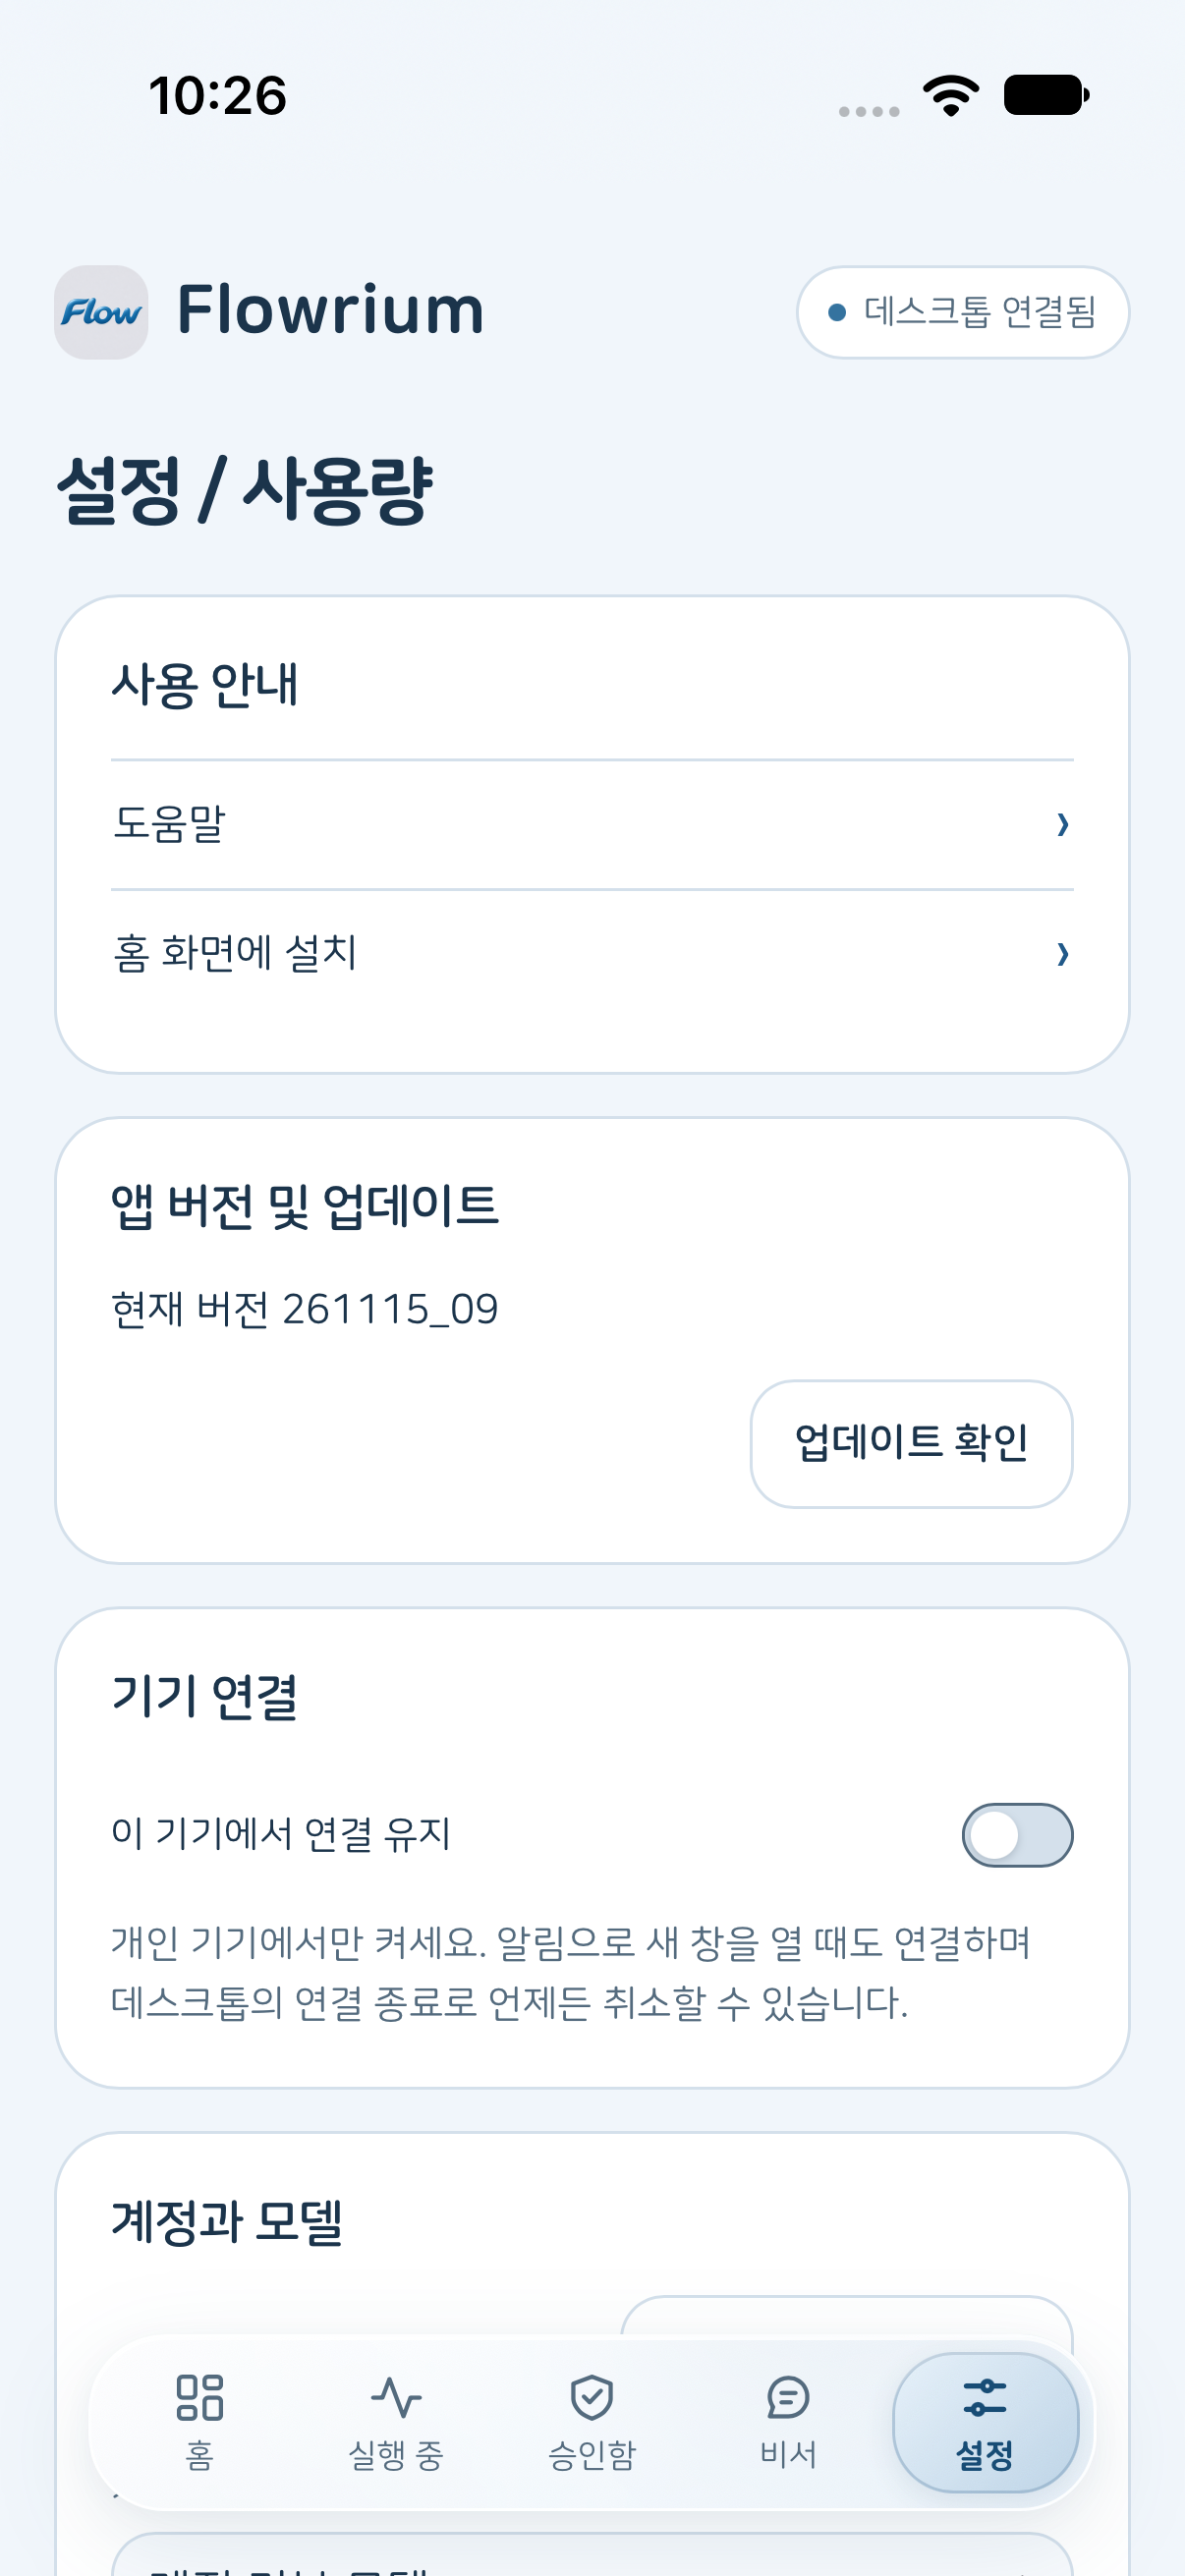 10:26
Flow
Flowrium
데스크톱 연결됨
설정 / 사용량
사용 안내
도움말
홈 화면에 설치
앱 버전 및 업데이트
현재 버전 261115_09
업데이트 확인
기기 연결
이 기기에서 연결 유지
개인 기기에서만 켜세요. 알림으로 새 창을 열 때도 연결하며
데스크톱의 연결 종료로 언제든 취소할 수 있습니다.
계정과 모델
홈
실행 중
승인함
비서
설정